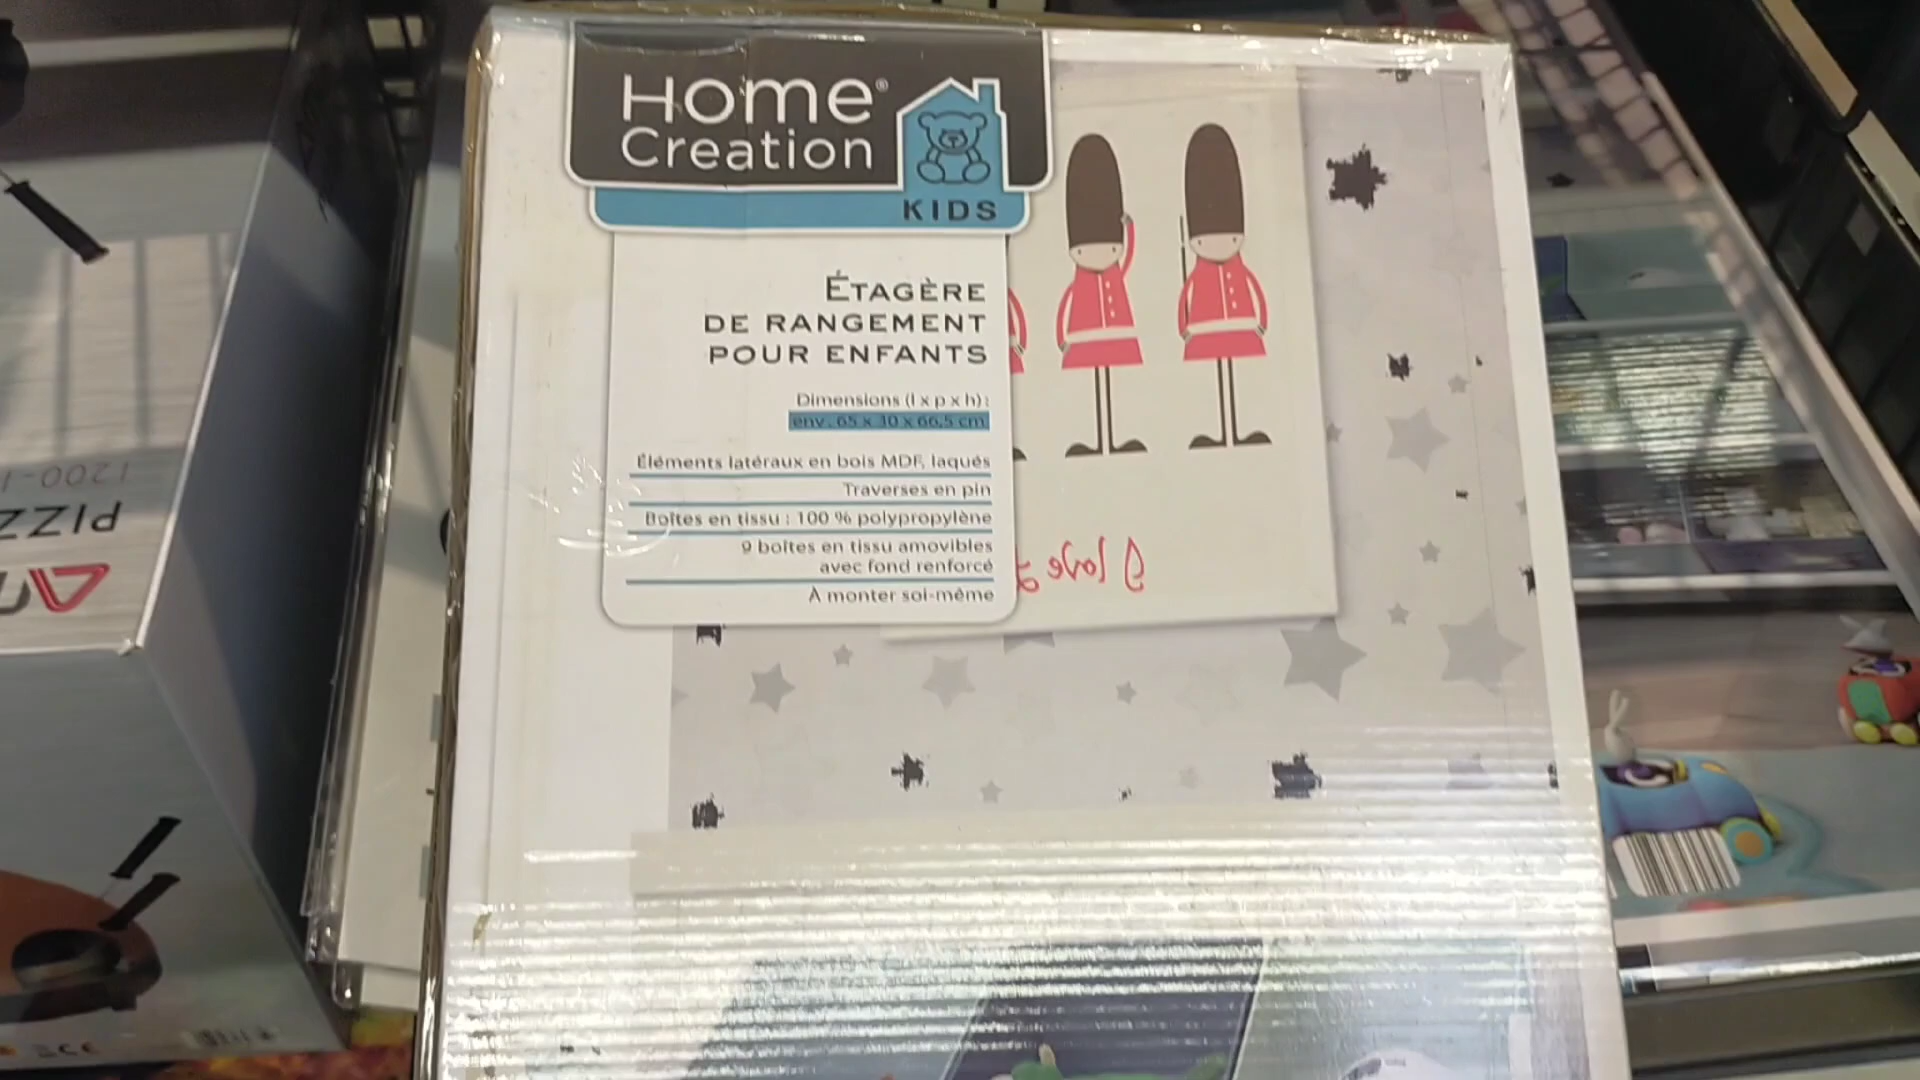 Home®
Creation
KIDS
ÉTAGÈRE
DE RANGEMENT
POUR ENFANTS
Dimensions (l x p x h) :
env. 65 x 30 x 66,5 cm
Éléments latéraux en bois MDF, laqués
Traverses en pin
Boîtes en tissu : 100 % polypropylène
9 boîtes en tissu amovibles
avec fond renforcé
À monter soi-même
I love
1200-
PIZZ